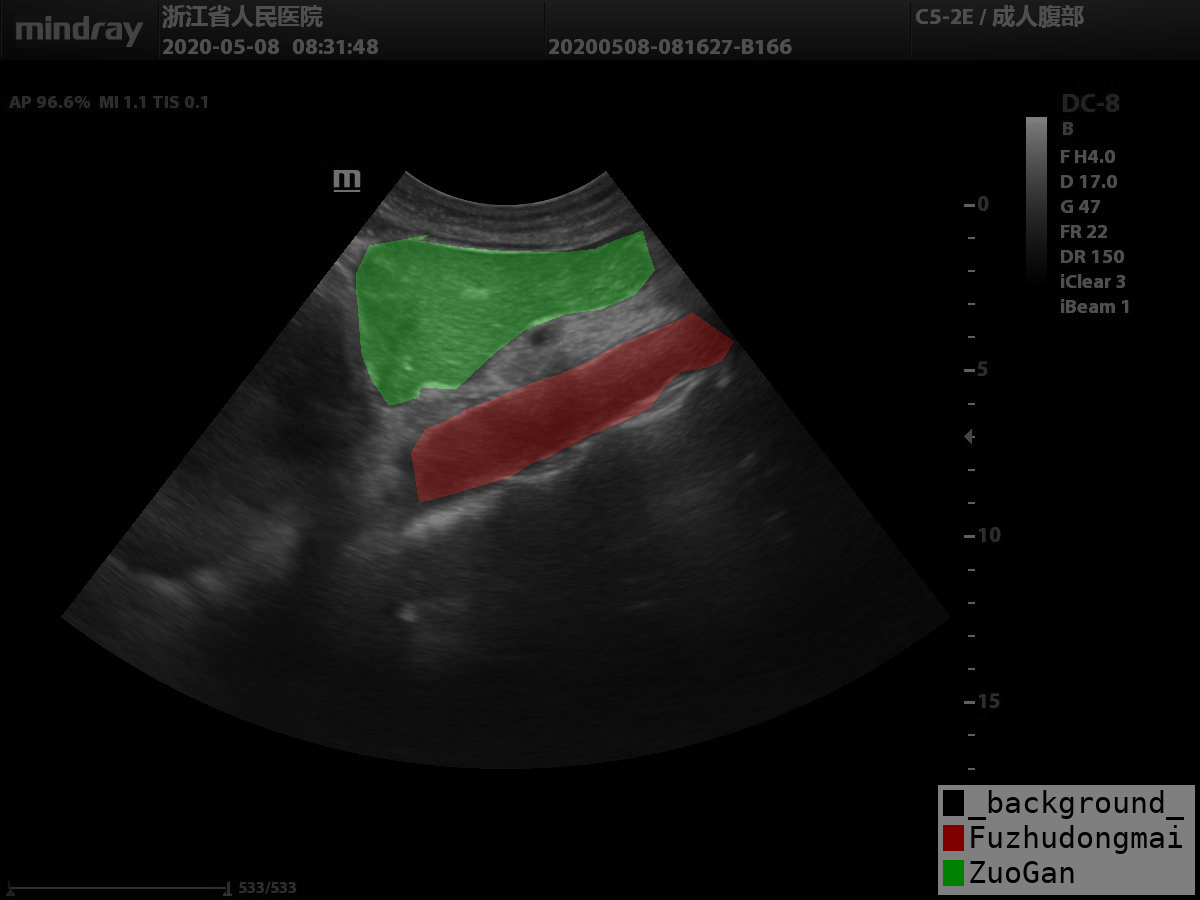 mindray
浙江省人民医院
2020-05-08 08:31:48
20200508-081627-B166
C5-2E / 成人腹部
AP 96.6% MI 1.1 TIS 0.1
DC-8
B
F H4.0
D 17.0
G 47
FR 22
DR 150
iClear 3
iBeam 1
m
0
5
10
15
_background_
Fuzhudongmai
ZuoGan
533/533